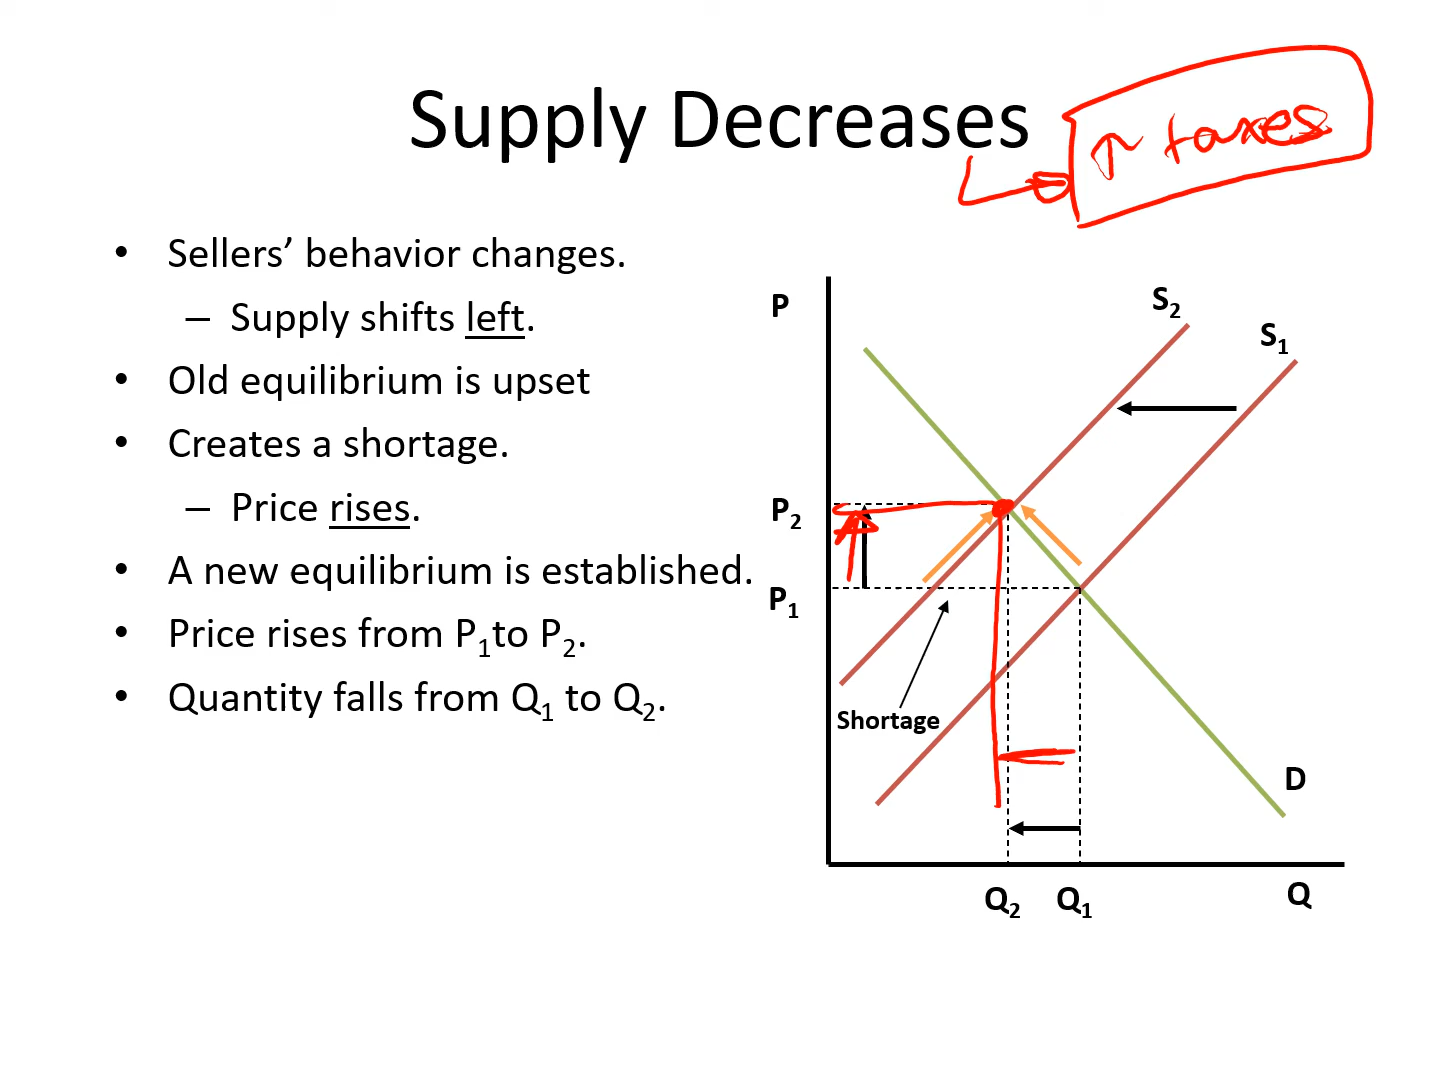 Supply Decreases
↑ taxes
• Sellers’ behavior changes.
– Supply shifts left.
• Old equilibrium is upset
• Creates a shortage.
– Price rises.
• A new equilibrium is established.
• Price rises from P1to P2.
• Quantity falls from Q1 to Q2.
P
S2
S1
P2
P1
Shortage
D
Q2
Q1
Q